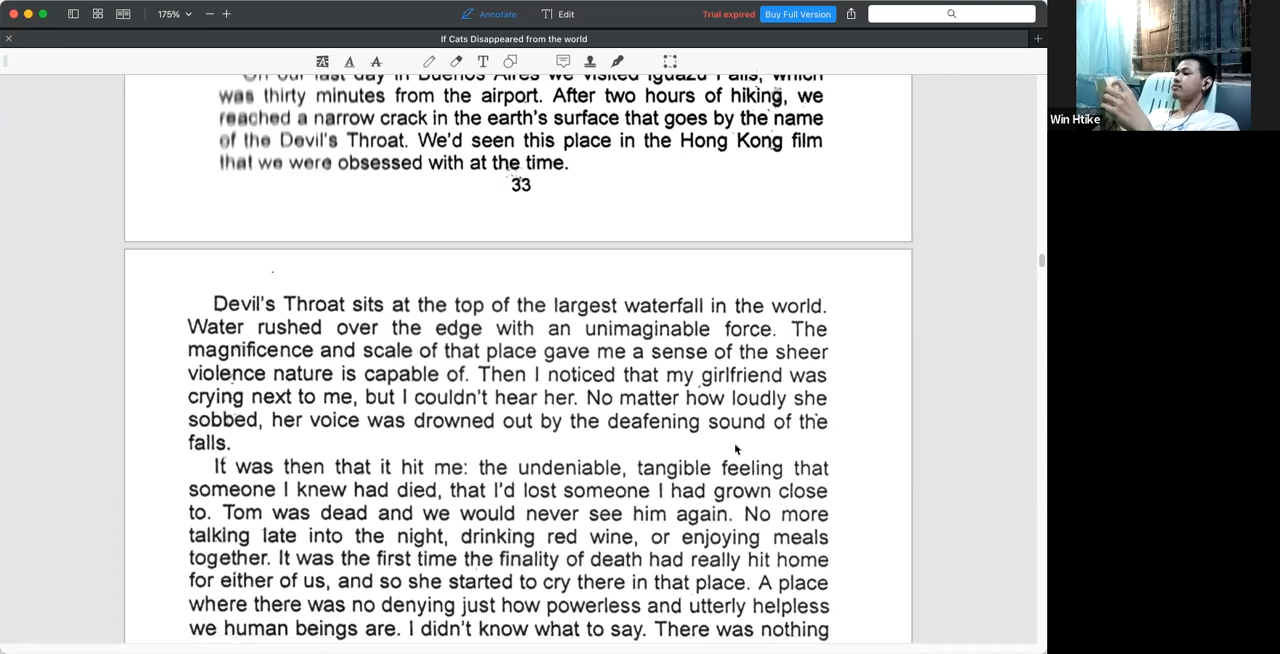 175%
Annotate
Edit
Trial expired
Buy Full Version
If Cats Disappeared from the world
On our last day in Buenos Aires we visited Iguazu Falls, which
was thirty minutes from the airport. After two hours of hiking, we
reached a narrow crack in the earth's surface that goes by the name
of the Devil's Throat. We'd seen this place in the Hong Kong film
that we were obsessed with at the time.
33
Devil's Throat sits at the top of the largest waterfall in the world.
Water rushed over the edge with an unimaginable force. The
magnificence and scale of that place gave me a sense of the sheer
violence nature is capable of. Then I noticed that my girlfriend was
crying next to me, but I couldn't hear her. No matter how loudly she
sobbed, her voice was drowned out by the deafening sound of the
falls.
It was then that it hit me: the undeniable, tangible feeling that
someone I knew had died, that I'd lost someone I had grown close
to. Tom was dead and we would never see him again. No more
talking late into the night, drinking red wine, or enjoying meals
together. It was the first time the finality of death had really hit home
for either of us, and so she started to cry there in that place. A place
where there was no denying just how powerless and utterly helpless
we human beings are. I didn't know what to say. There was nothing
Win Htike